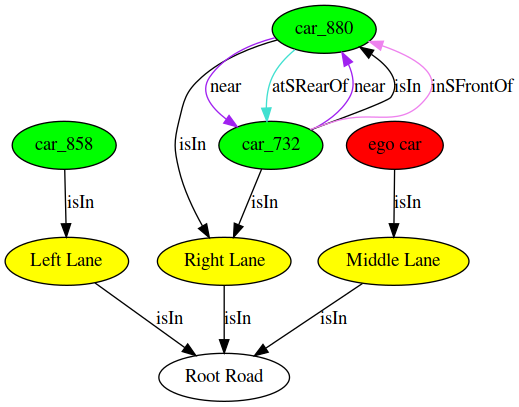 car_880
near
atSRearOf
near
isIn
inSFrontOf
isIn
car_858
car_732
ego car
isIn
isIn
isIn
Left Lane
Right Lane
Middle Lane
isIn
isIn
isIn
Root Road